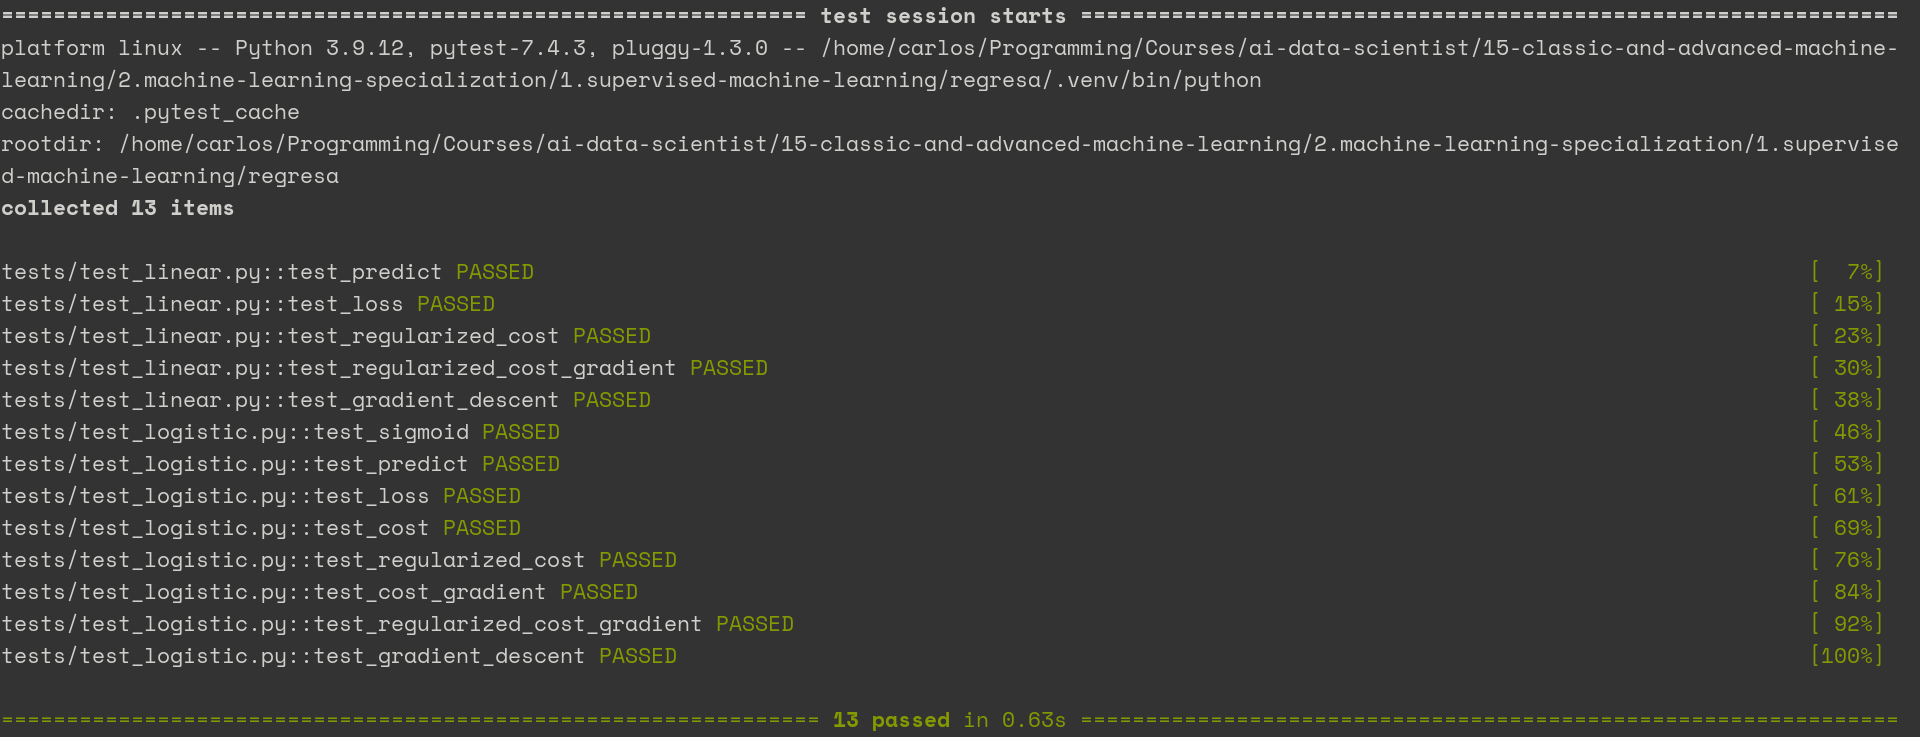 ============================================================== test session starts ===============================================================
platform linux -- Python 3.9.12, pytest-7.4.3, pluggy-1.3.0 -- /home/carlos/Programming/Courses/ai-data-scientist/15-classic-and-advanced-machine-
learning/2.machine-learning-specialization/1.supervised-machine-learning/regresa/.venv/bin/python
cachedir: .pytest_cache
rootdir: /home/carlos/Programming/Courses/ai-data-scientist/15-classic-and-advanced-machine-learning/2.machine-learning-specialization/1.supervise
d-machine-learning/regresa
collected 13 items
tests/test_linear.py::test_predict PASSED [  7%]
tests/test_linear.py::test_loss PASSED [ 15%]
tests/test_linear.py::test_regularized_cost PASSED [ 23%]
tests/test_linear.py::test_regularized_cost_gradient PASSED [ 30%]
tests/test_linear.py::test_gradient_descent PASSED [ 38%]
tests/test_logistic.py::test_sigmoid PASSED [ 46%]
tests/test_logistic.py::test_predict PASSED [ 53%]
tests/test_logistic.py::test_loss PASSED [ 61%]
tests/test_logistic.py::test_cost PASSED [ 69%]
tests/test_logistic.py::test_regularized_cost PASSED [ 76%]
tests/test_logistic.py::test_cost_gradient PASSED [ 84%]
tests/test_logistic.py::test_regularized_cost_gradient PASSED [ 92%]
tests/test_logistic.py::test_gradient_descent PASSED [100%]
=============================================================== 13 passed in 0.63s ===============================================================